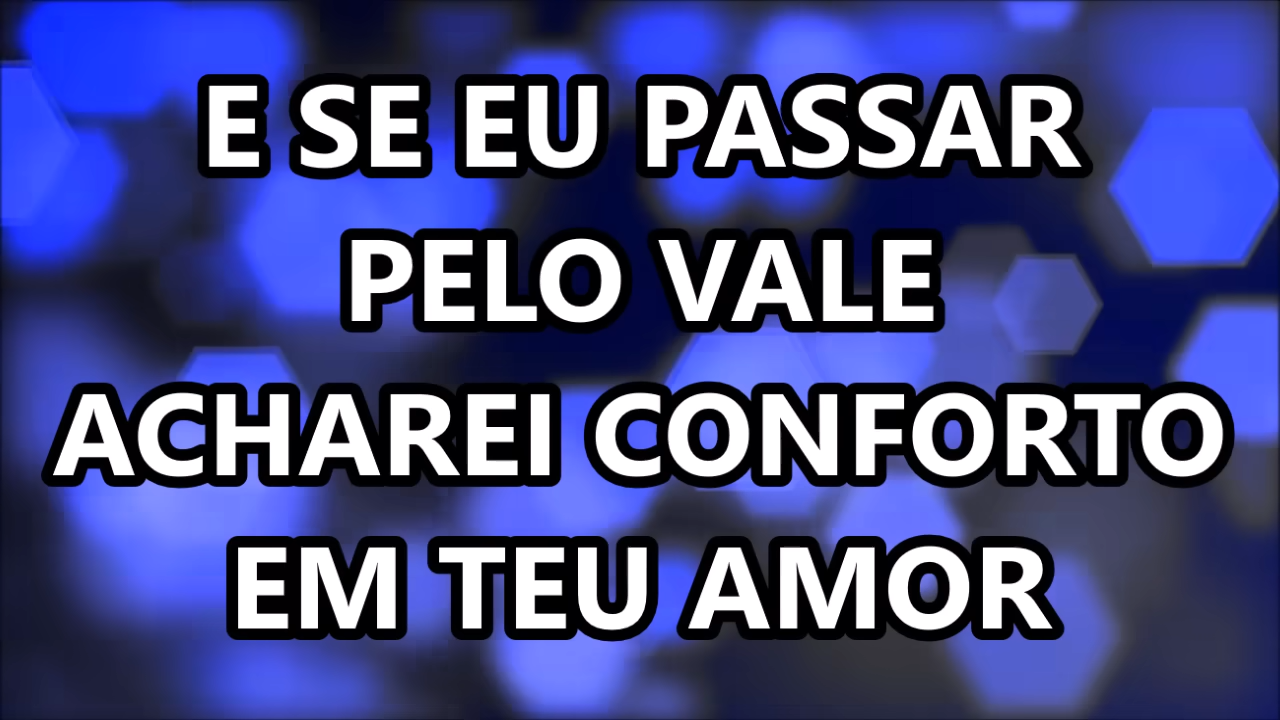 E SE EU PASSAR
PELO VALE
ACHAREI CONFORTO
EM TEU AMOR